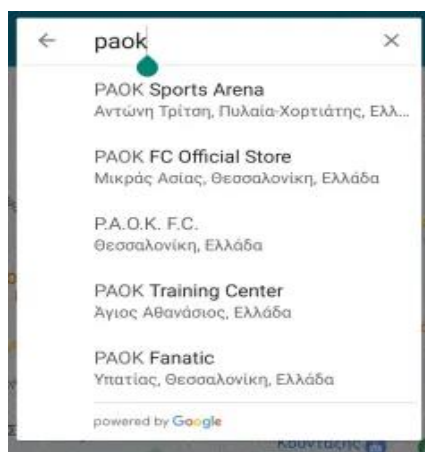 paok
PAOK Sports Arena
Αντώνη Τρίτση, Πυλαία-Χορτιάτης, Ελλ...
PAOK FC Official Store
Μικράς Ασίας, Θεσσαλονίκη, Ελλάδα
P.A.O.K. F.C.
Θεσσαλονίκη, Ελλάδα
PAOK Training Center
Άγιος Αθανάσιος, Ελλάδα
PAOK Fanatic
Υπατίας, Θεσσαλονίκη, Ελλάδα
powered by Google